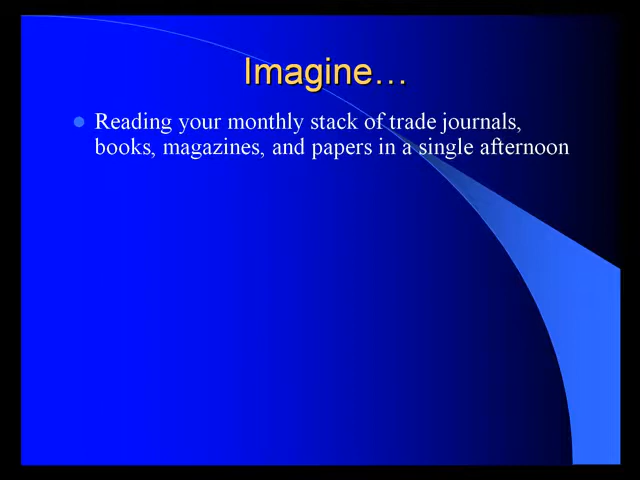 Imagine…
Reading your monthly stack of trade journals,
books, magazines, and papers in a single afternoon